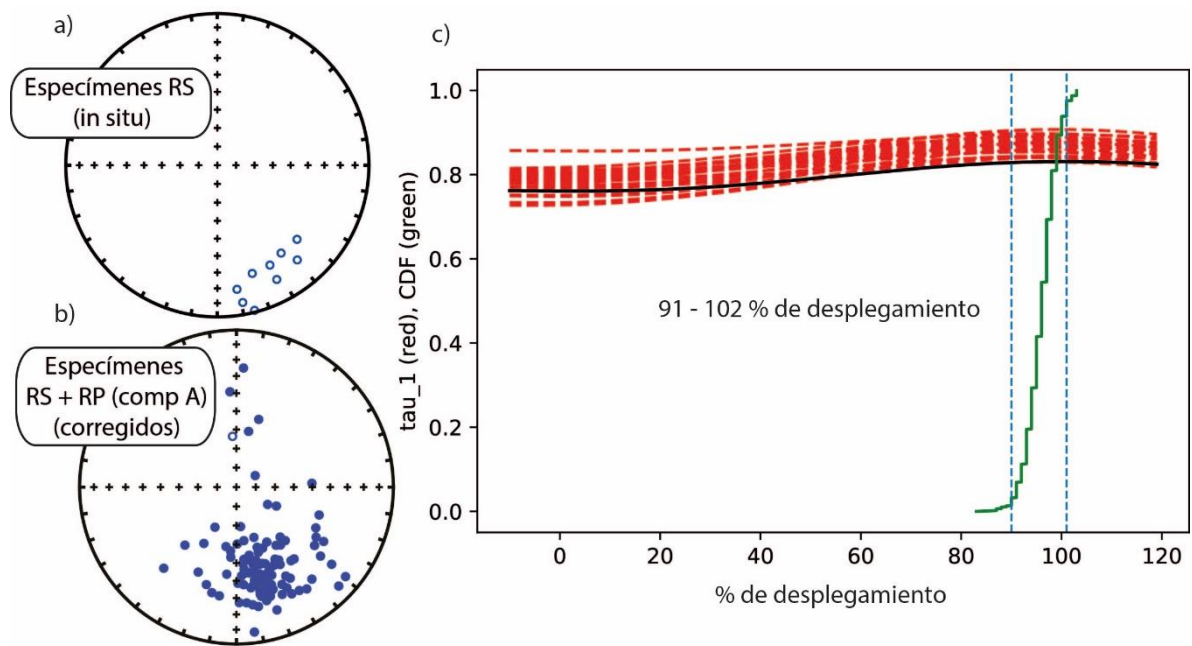 a)
Especímenes RS
(in situ)
b)
Especímenes
RS + RP (comp A)
(corregidos)
c)
tau_1 (red), CDF (green)
1.0
0.8
0.6
0.4
0.2
0.0
91 - 102 % de desplegamiento
0 20 40 60 80 100 120
% de desplegamiento